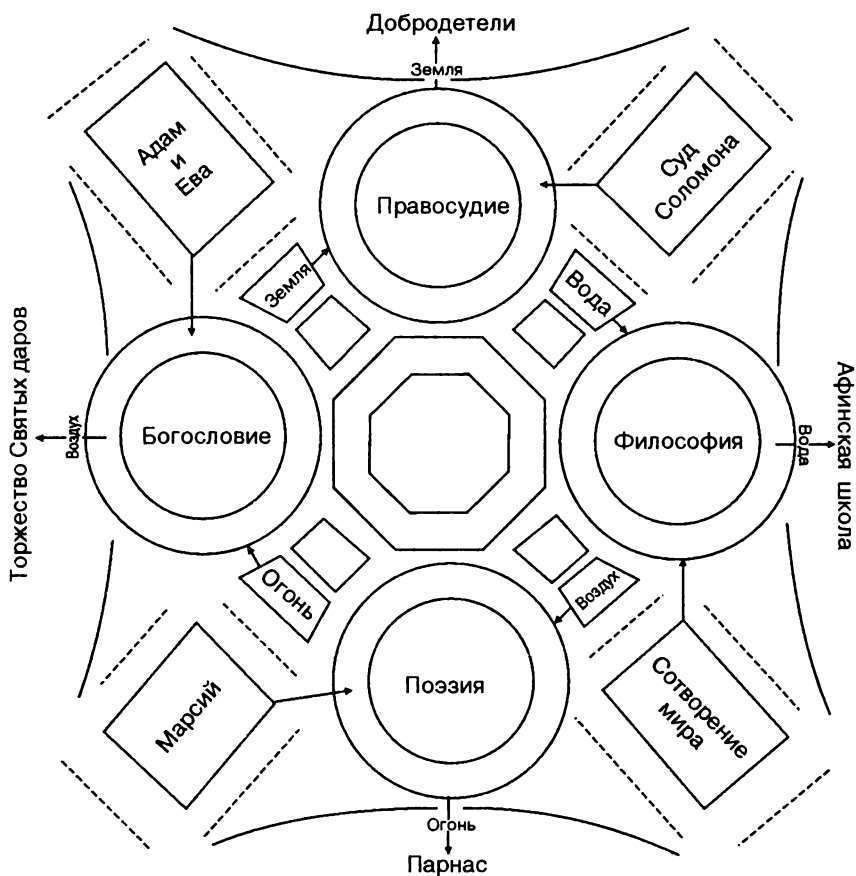 Добродетели
Земля
Адам
и
Ева
Суд
Соломона
Правосудие
Земля
Вода
Торжество Святых даров
Воздух
Богословие
Философия
Вода
Афинская школа
Огонь
Воздух
Марсий
Поэзия
Сотворение
мира
Огонь
Парнас